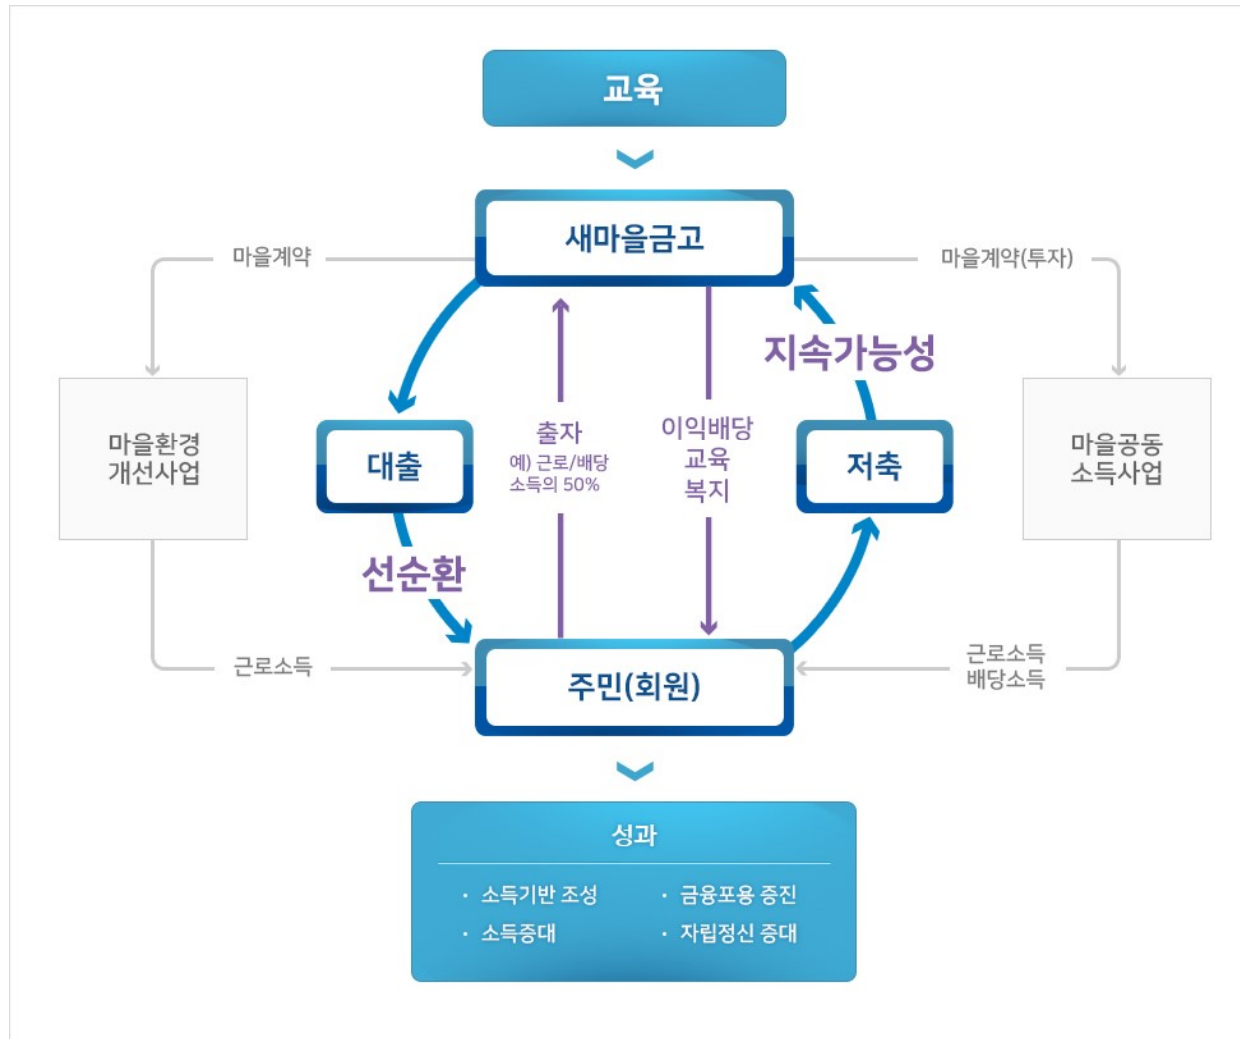 교육
새마을금고
마을계약
마을계약(투자)
지속가능성
마을환경
개선사업
대출
출자
예) 근로/배당
소득의 50%
이익배당
교육
복지
저축
마을공동
소득사업
선순환
근로소득
주민(회원)
근로소득
배당소득
성과
· 소득기반 조성
· 금융포용 증진
· 소득증대
· 자립정신 증대